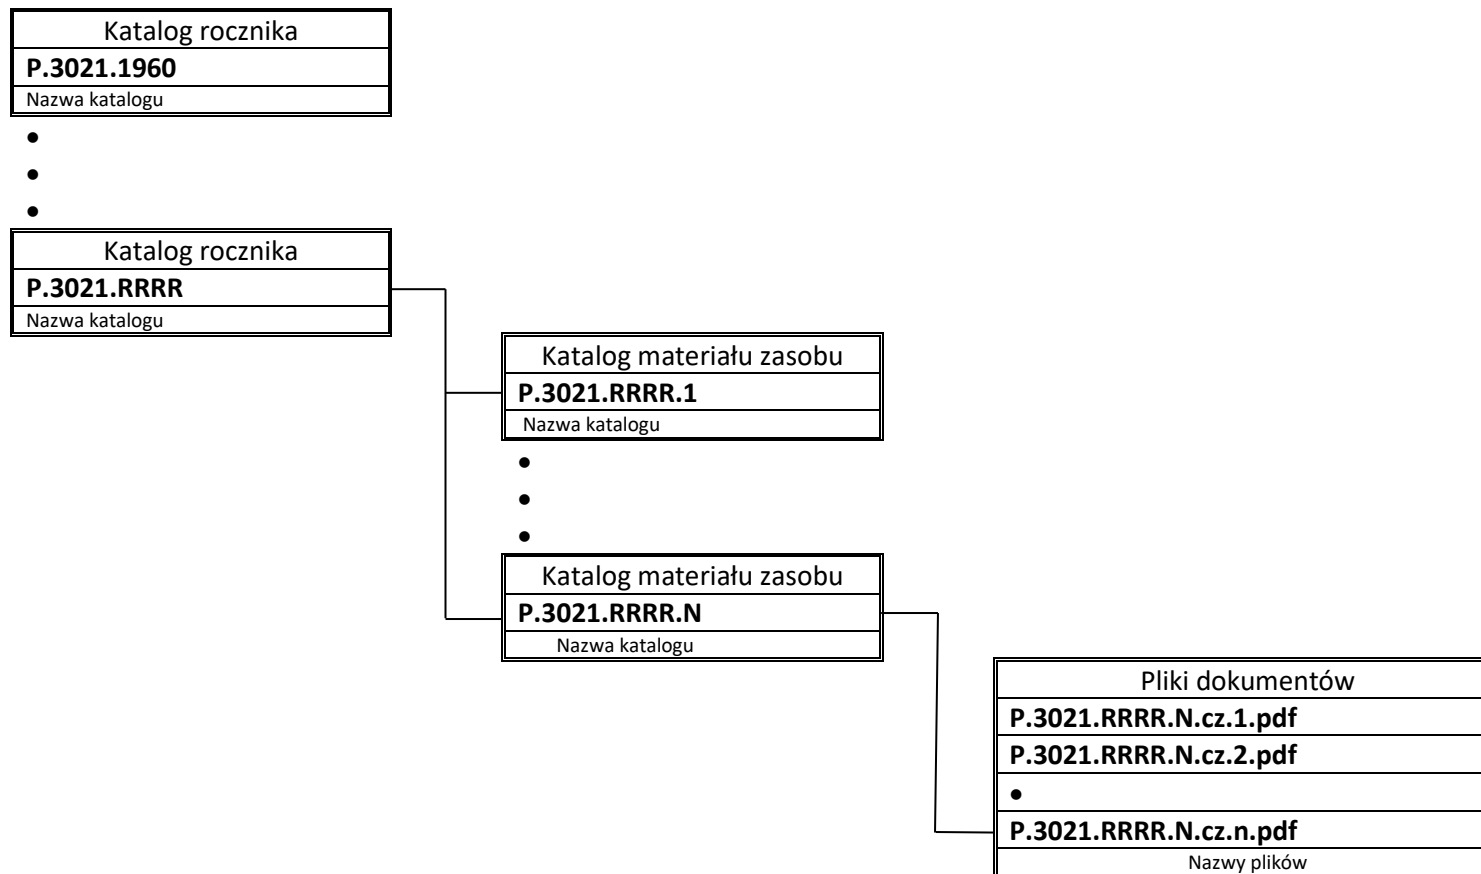 Katalog rocznika
P.3021.1960
Nazwa katalogu
•
•
•
Katalog rocznika
P.3021.RRRR
Nazwa katalogu
Katalog materiału zasobu
P.3021.RRRR.1
Nazwa katalogu
•
•
•
Katalog materiału zasobu
P.3021.RRRR.N
Nazwa katalogu
Pliki dokumentów
P.3021.RRRR.N.cz.1.pdf
P.3021.RRRR.N.cz.2.pdf
•
P.3021.RRRR.N.cz.n.pdf
Nazwy plików